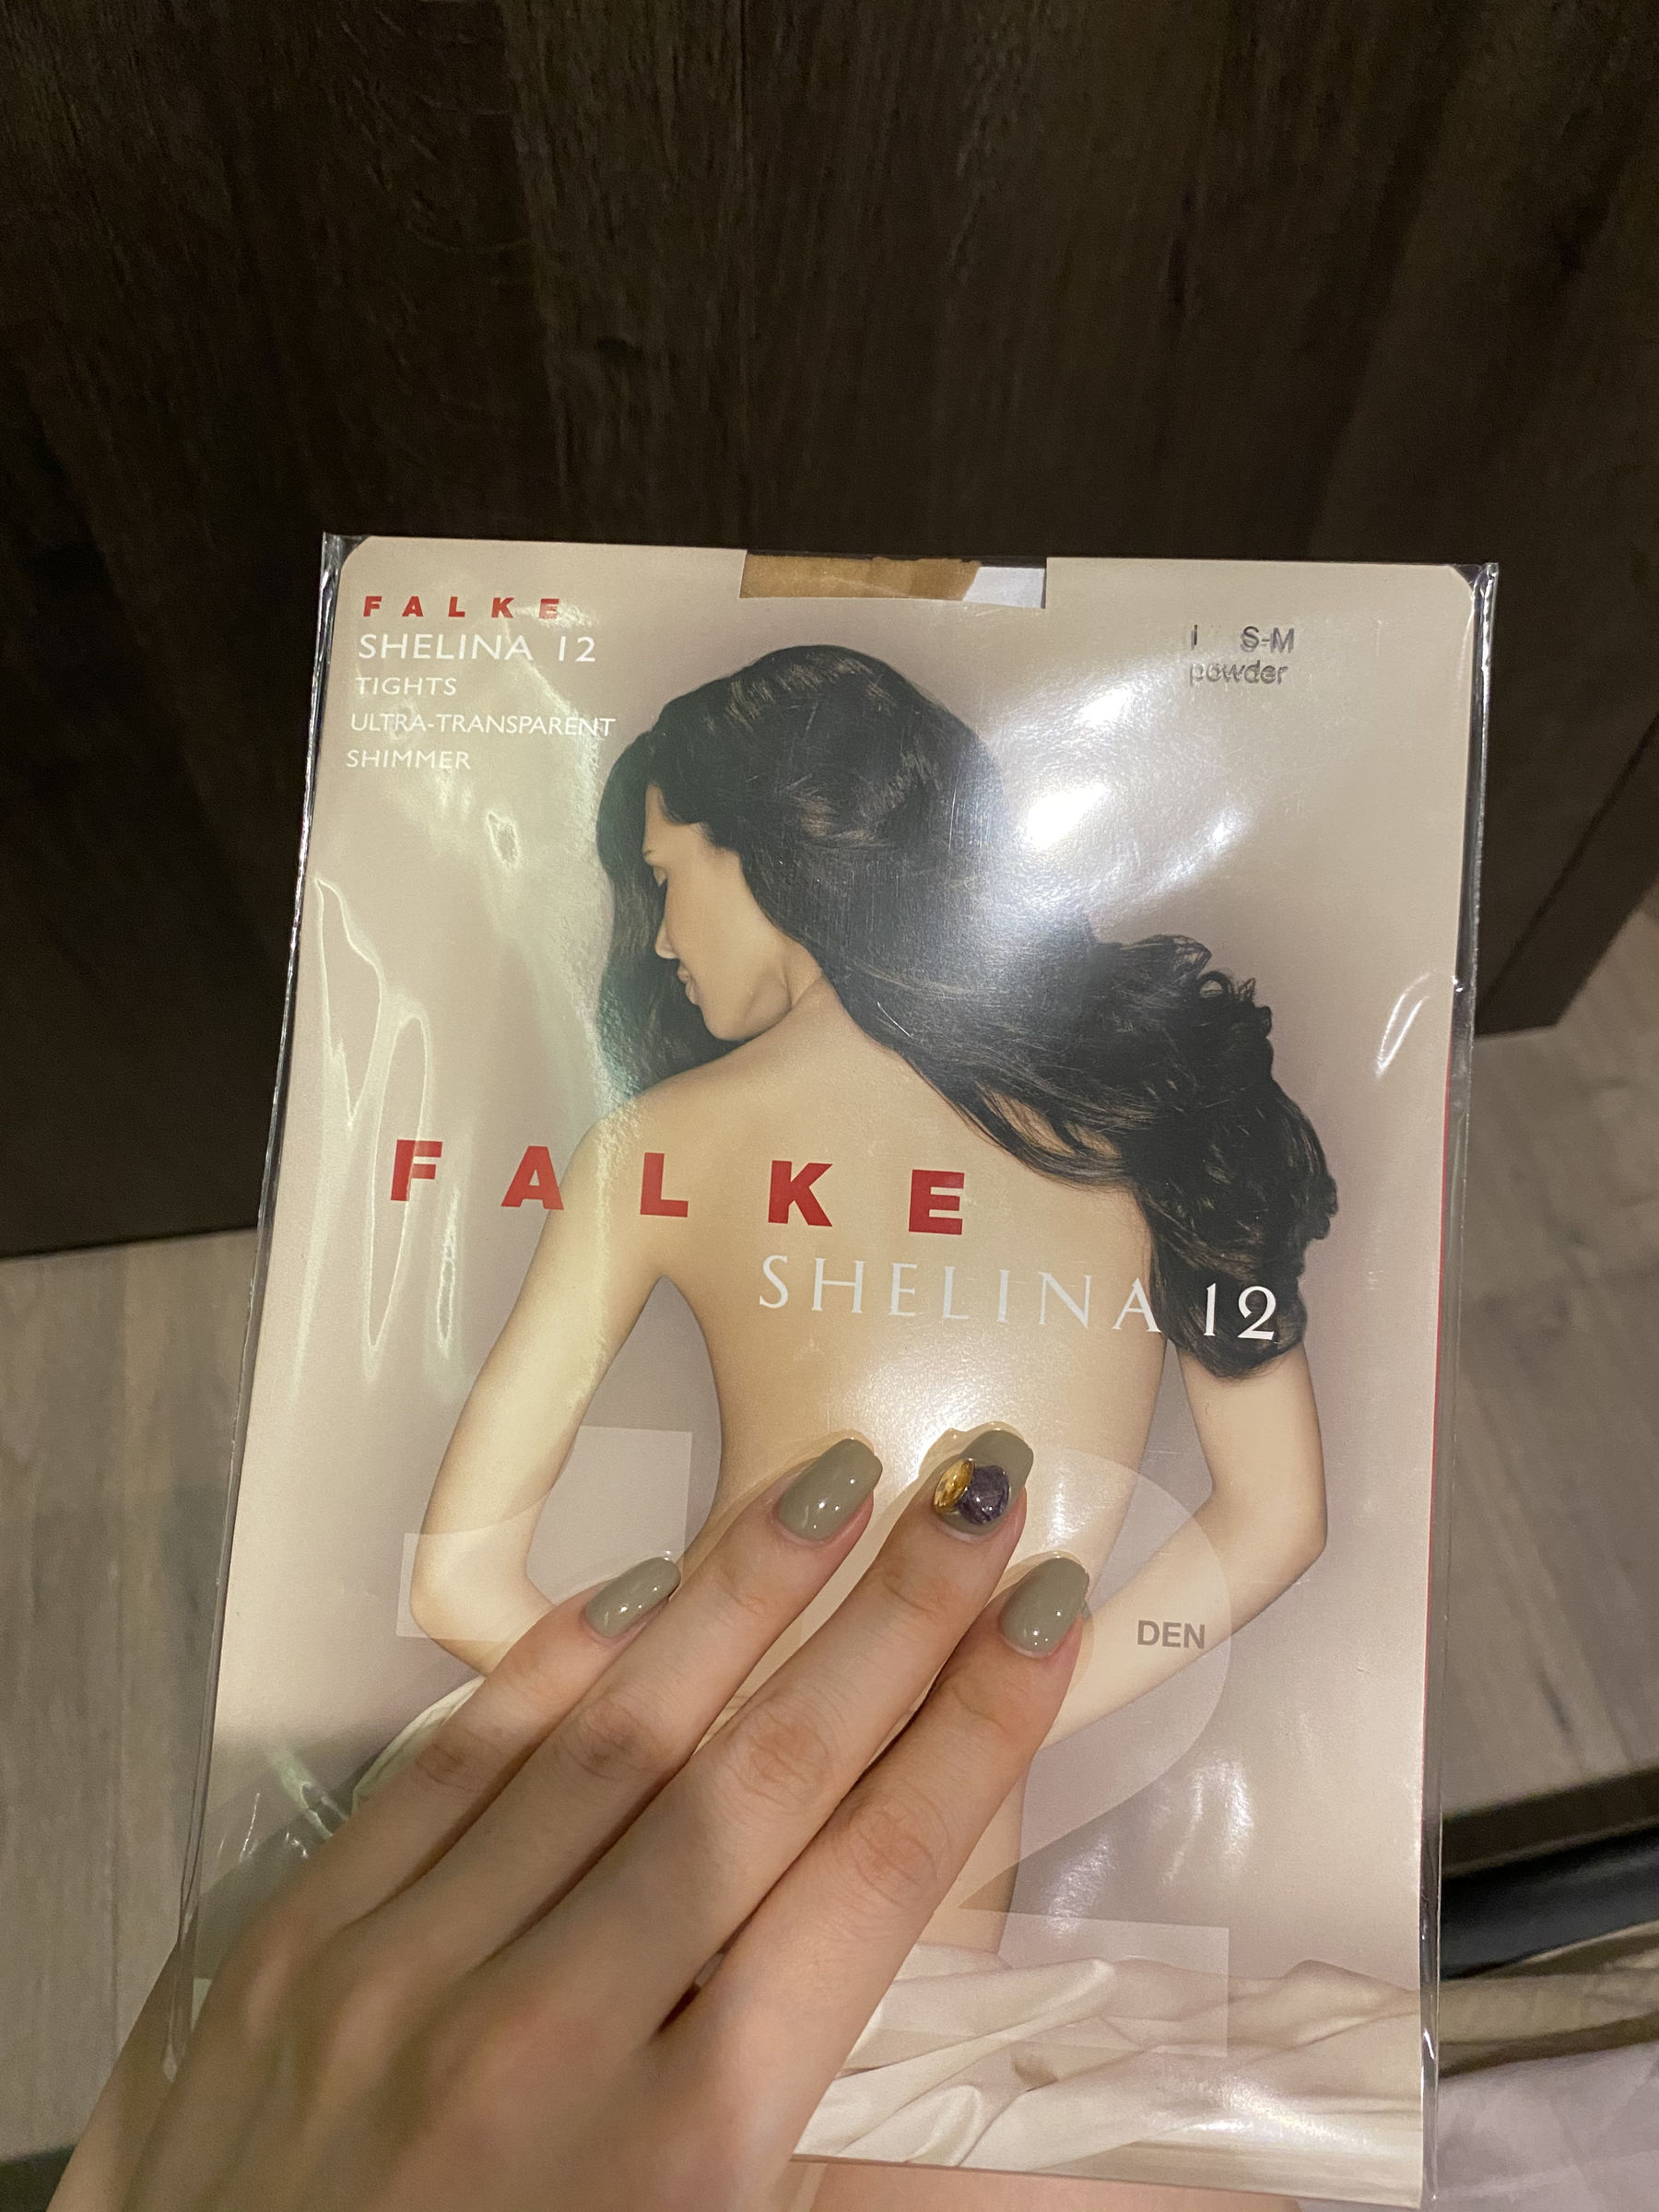 FALKE
SHELINA 12
TIGHTS
ULTRA-TRANSPARENT
SHIMMER
I S-M
powder
FALKE
SHELINA 12
DEN